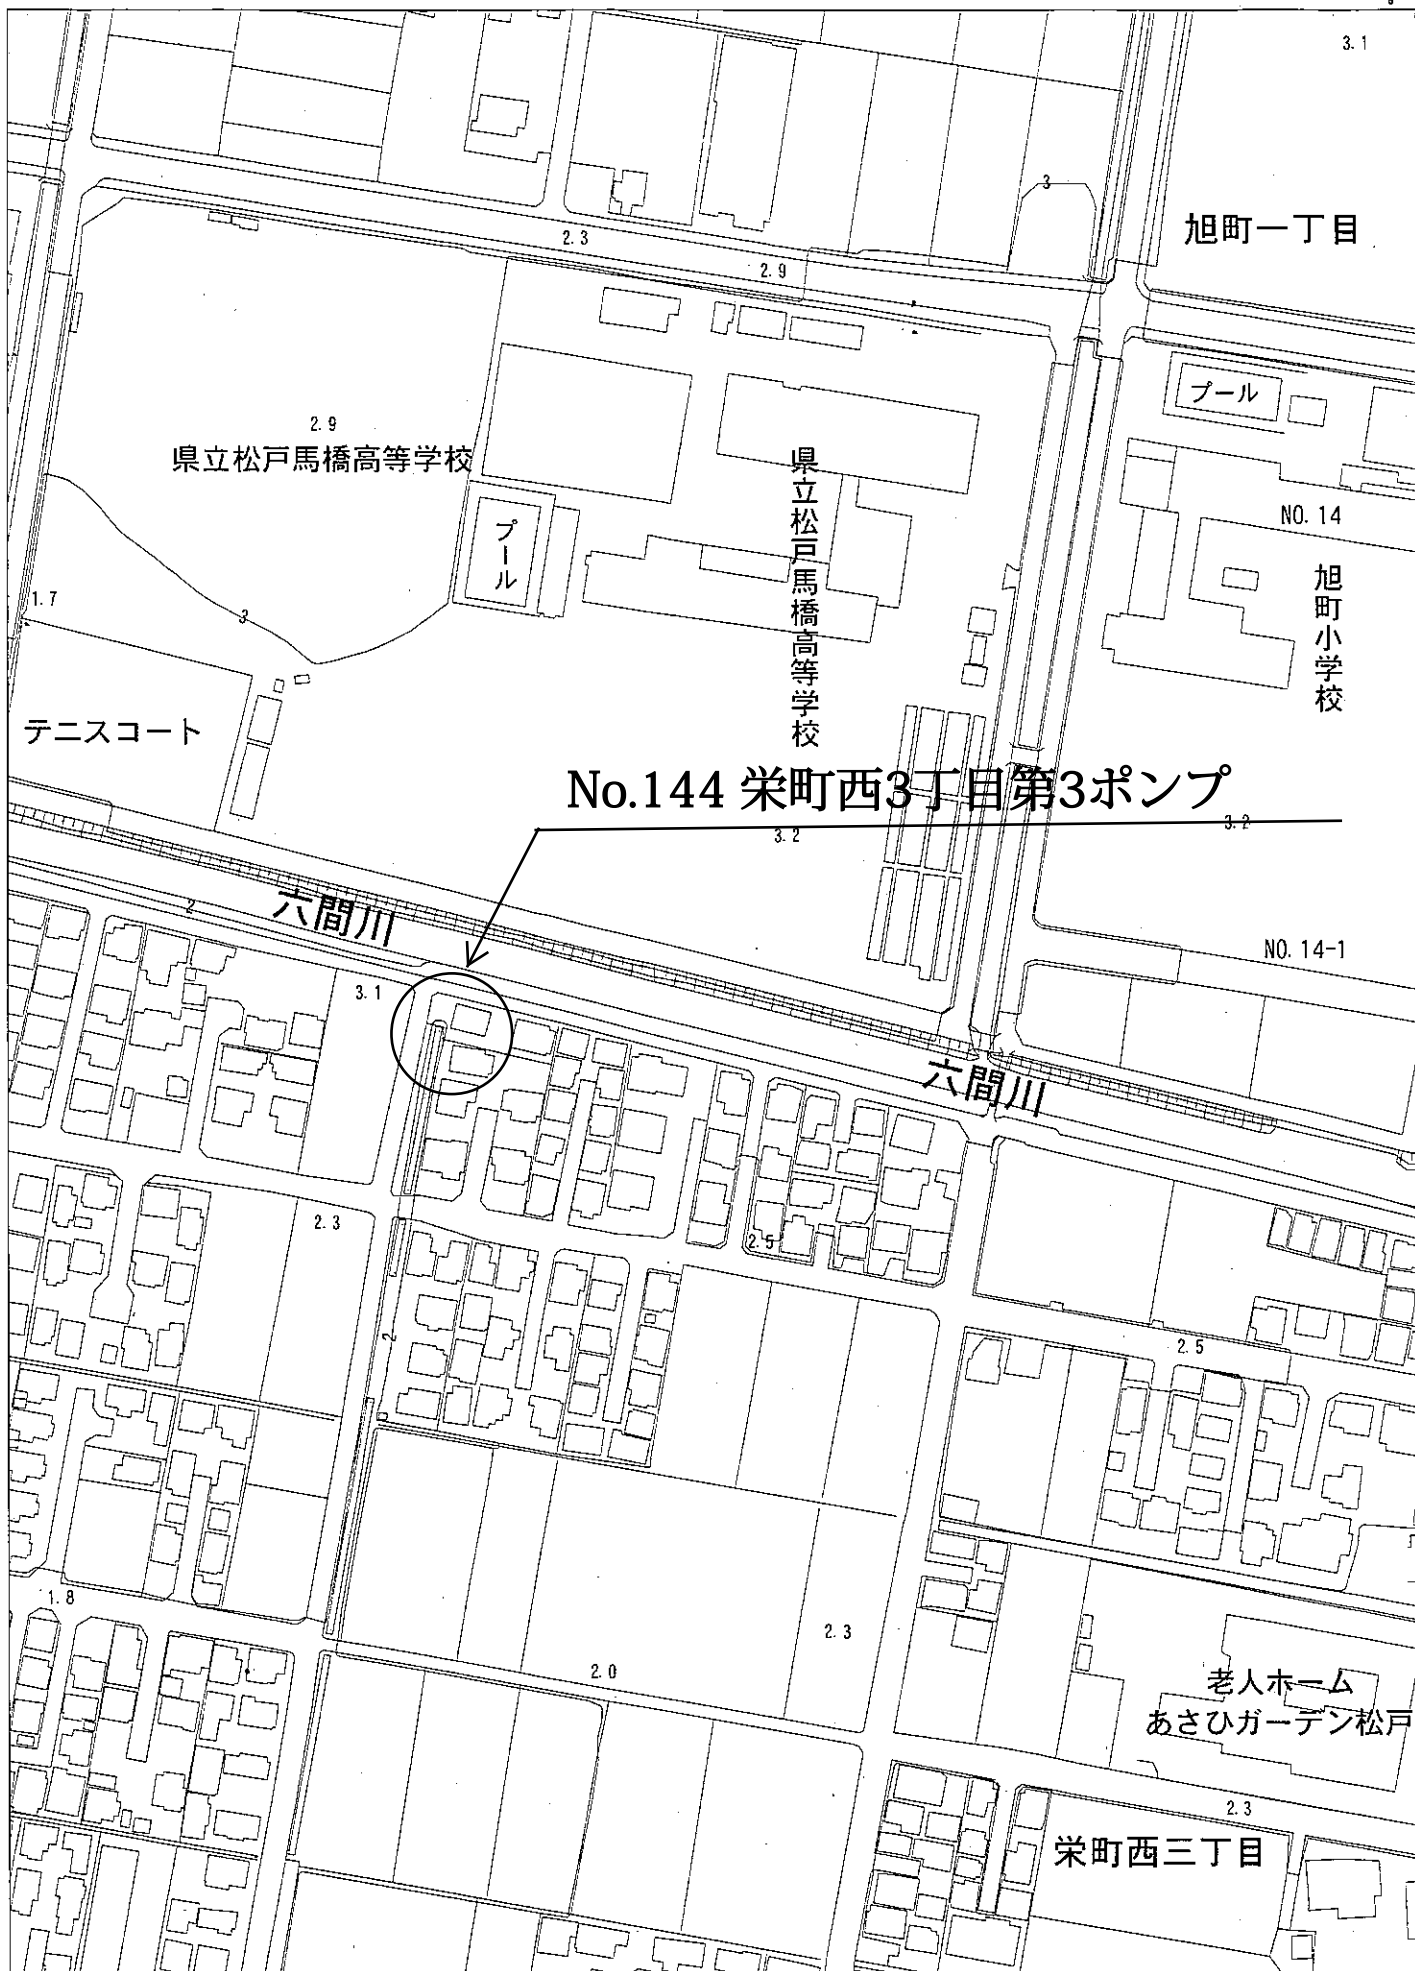 3.1
3
旭町一丁目
2.3
2.9
プール
2.9
県立松戸馬橋高等学校
県立松戸馬橋高等学校
プール
NO.14
旭町小学校
1.7
3
テニスコート
No.144 栄町西3丁目第3ポンプ
3.2
3.2
六間川
2
NO.14-1
3.1
六間川
2.3
2.5
2
2.5
1.8
2.3
2.0
老人ホーム
あさひガーデン松戸
2.3
栄町西三丁目